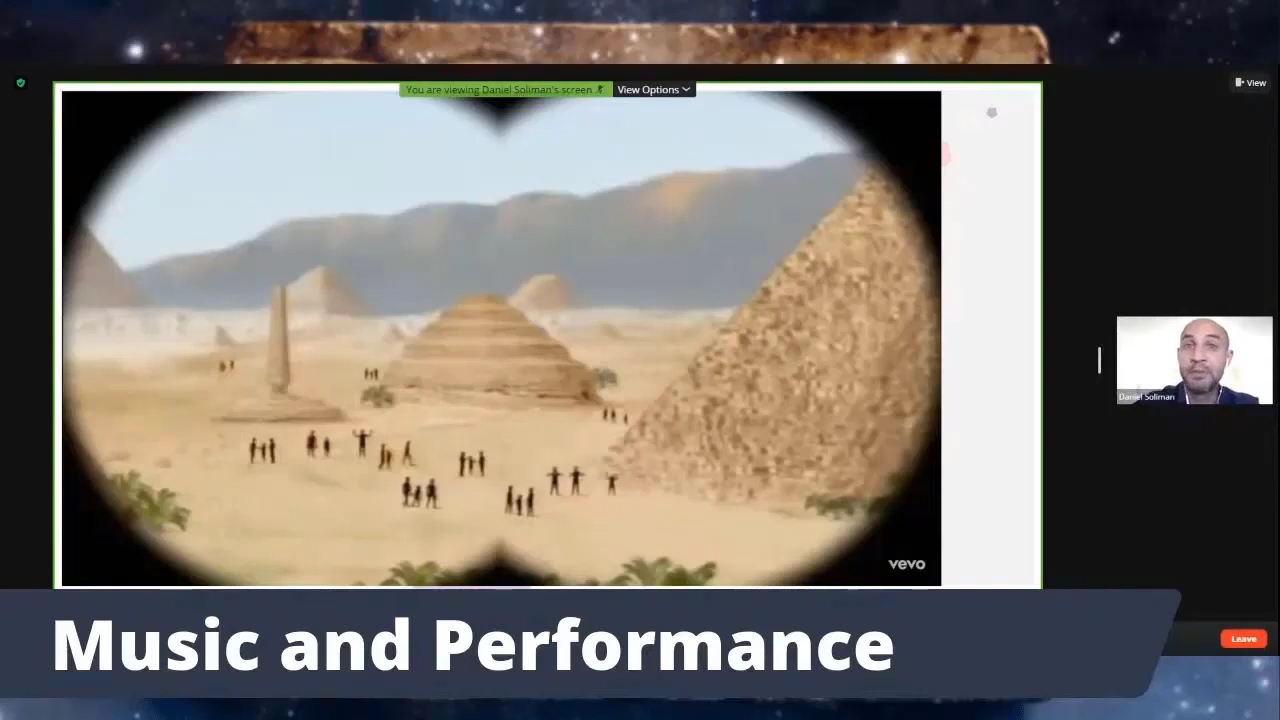 You are viewing Daniel Soliman's screen
View Options
View
vevo
Daniel Soliman
Leave
Music and Performance